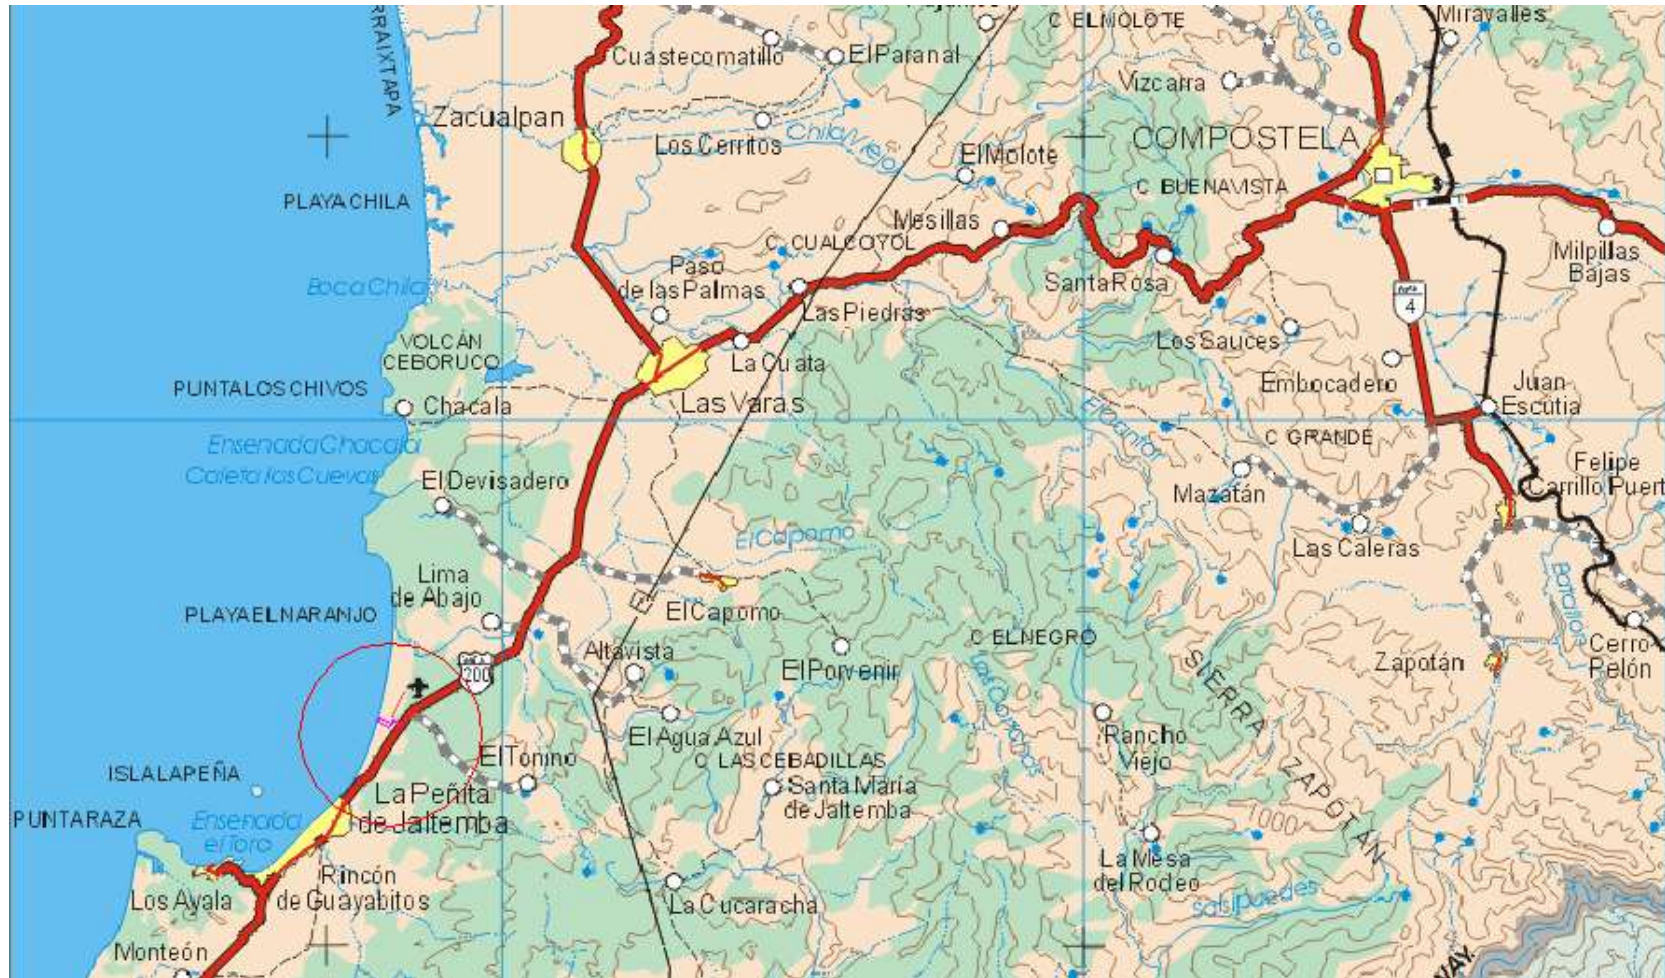 C ELMOLOTE
Miravalles
Cuastecomatillo
El Paranal
Vizcarra
Zacualpan
Los Cerritos
Chila Viejo
El Molote
COMPOSTELA
C BUENAVISTA
PLAYA CHILA
Mesillas
C CUALCOYOL
Milpillas
Bajas
Paso
de las Palmas
Santa Rosa
Boca Chila
Las Piedras
4
VOLCÁN
CEBORUCO
La Cuata
Los Sauces
PUNTA LOS CHIVOS
Embocadero
Juan
Escutia
Chacala
Las Varas
El Cantor
C GRANDE
Ensenada Chacala
Caleta las Cuevas
El Devisadero
Mazatán
Felipe
Carrillo Puert
El Capomo
Las Caleras
Lima
de Abajo
PLAYA EL NARANJO
El Capomo
C EL NEGRO
Altavista
El Porvenir
Zapotán
Cerro
Pelón
200
SIERRA ZAPOTÁN
El Agua Azul
Rancho
Viejo
El Tonino
C LAS CEBADILLAS
ISLA LA PEÑA
Santa María
de Jaltemba
La Peñita
de Jaltemba
PUNTA RAZA
Ensenada
el Toro
1000
La Mesa
del Rodeo
Rincón
de Guayabitos
Los Ayala
La Cucaracha
salsipuedes
Monteón